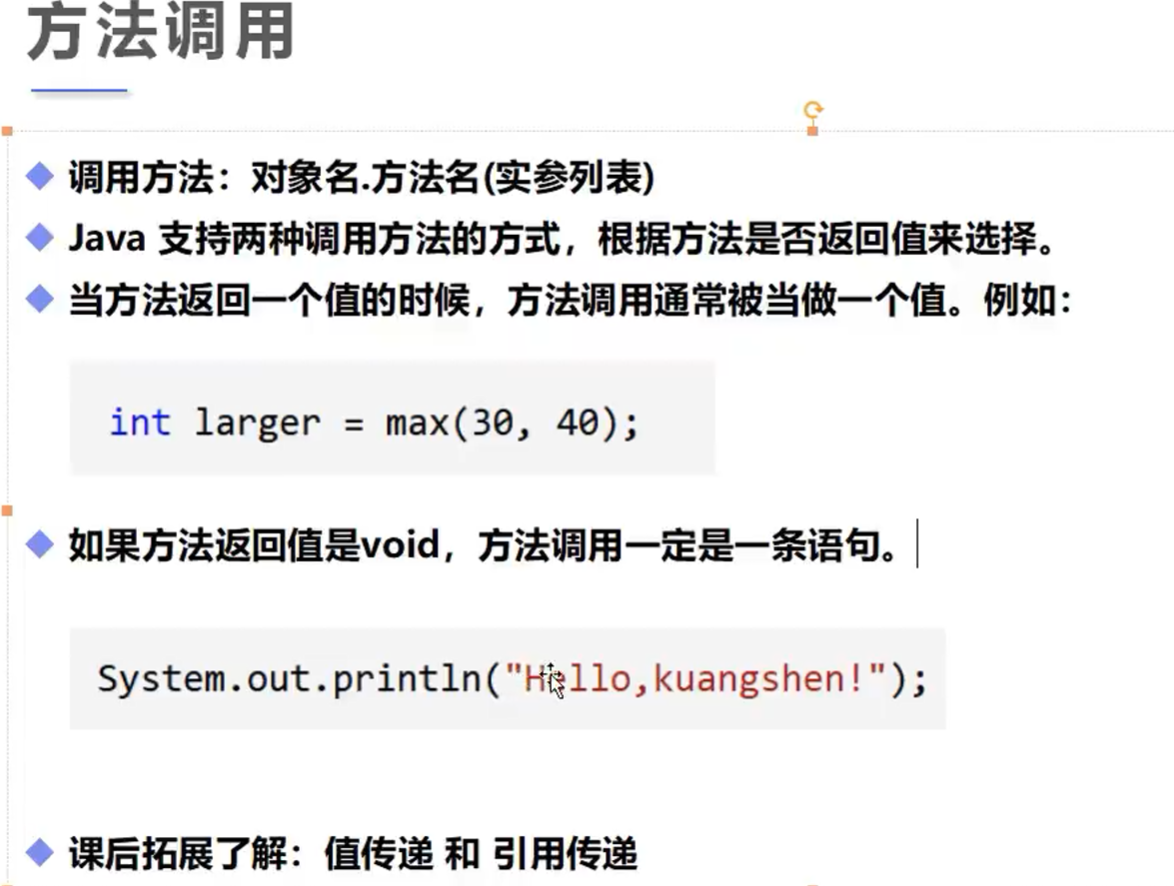 方法调用
调用方法：对象名.方法名(实参列表)
Java 支持两种调用方法的方式，根据方法是否返回值来选择。
当方法返回一个值的时候，方法调用通常被当做一个值。例如：
int larger = max(30, 40);
如果方法返回值是void，方法调用一定是一条语句。
System.out.println("Hello,kuangshen!");
课后拓展了解：值传递 和 引用传递